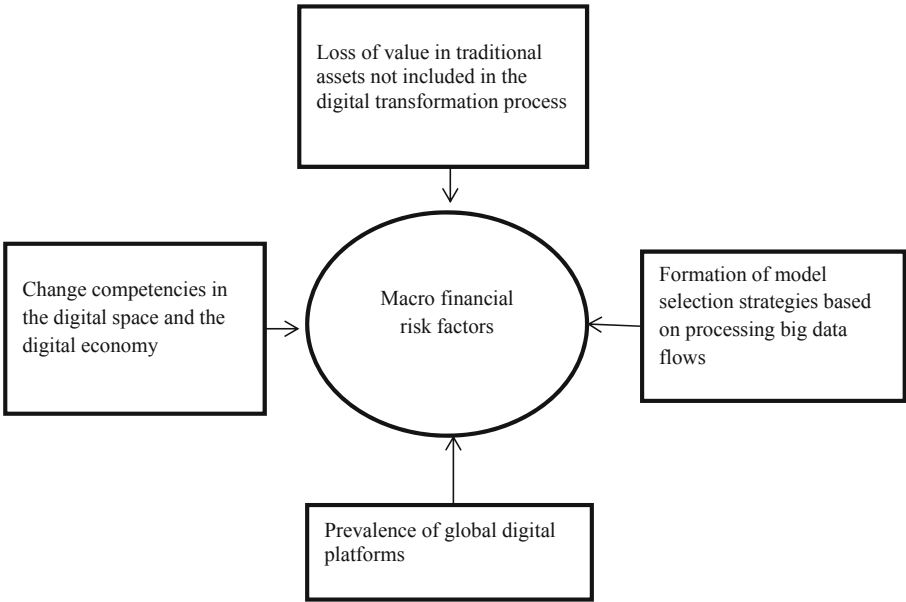 Loss of value in traditional
assets not included in the
digital transformation process
Change competencies in
the digital space and the
digital economy
Macro financial
risk factors
Formation of model
selection strategies based
on processing big data
flows
Prevalence of global digital
platforms